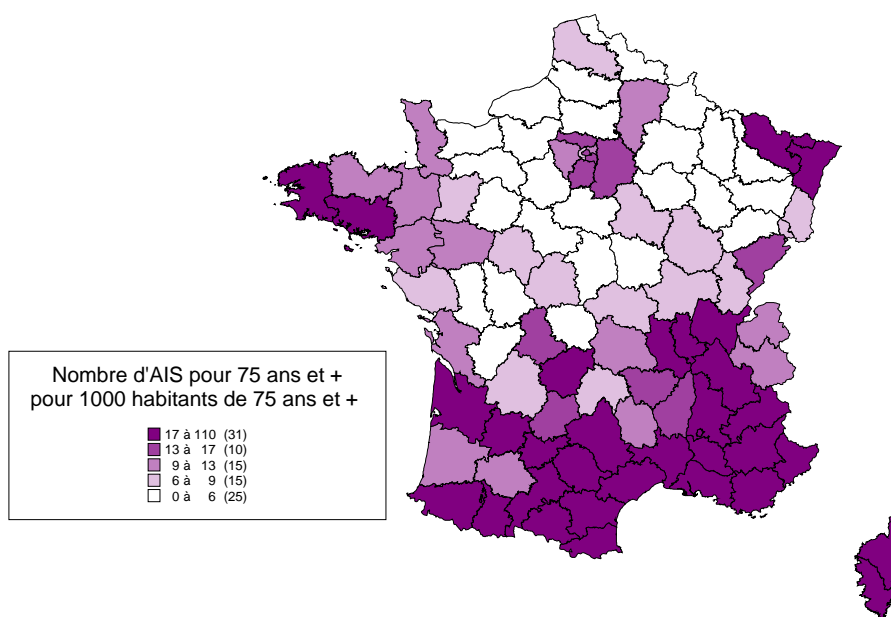 Nombre d'AIS pour 75 ans et +
pour 1000 habitants de 75 ans et +
17 à 110 (31)
13 à 17 (10)
9 à 13 (15)
6 à 9 (15)
0 à 6 (25)